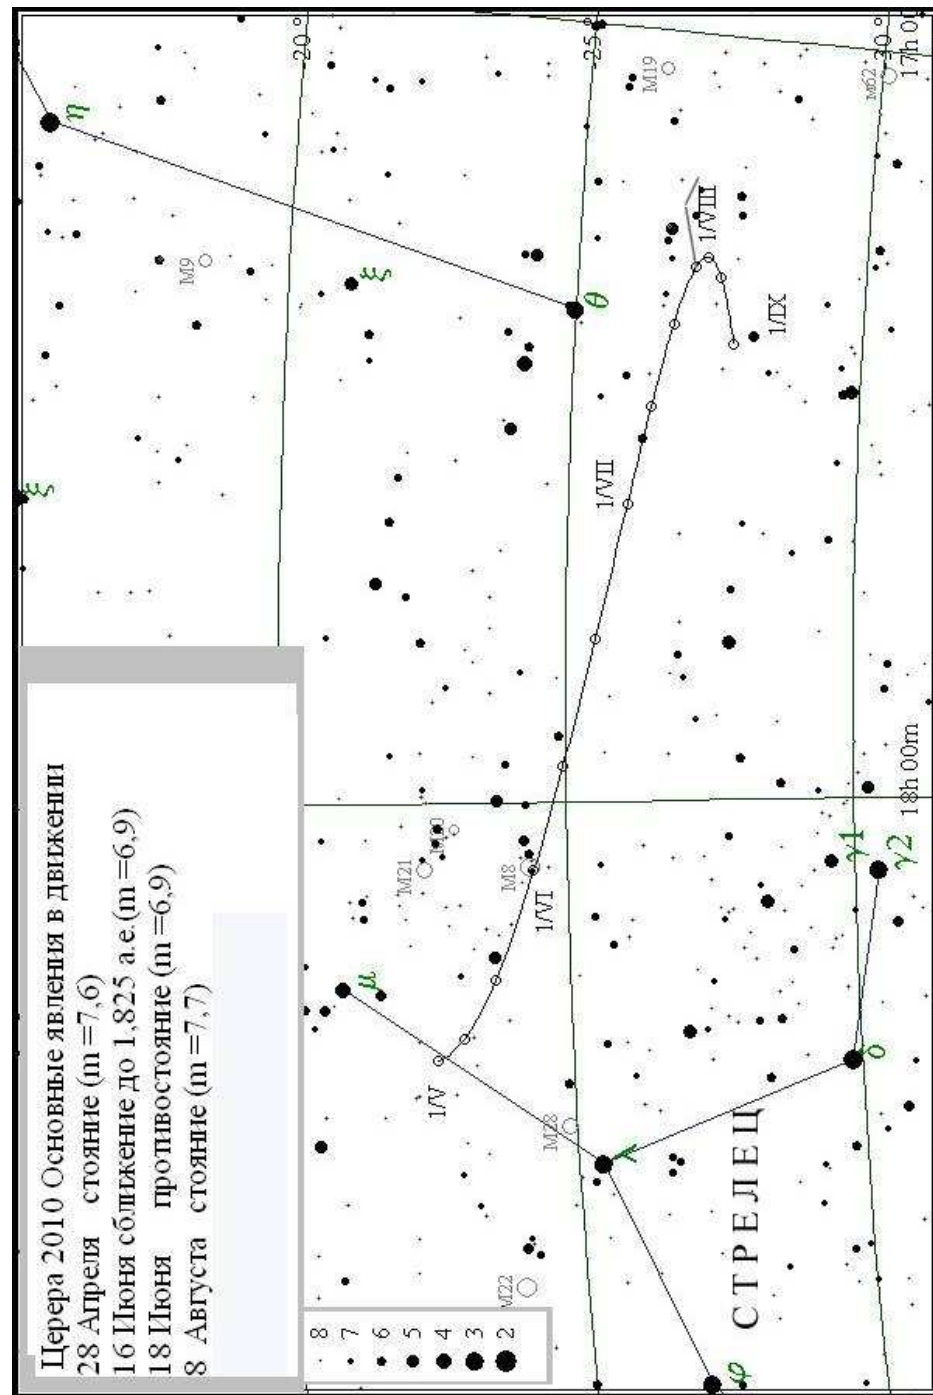 Церера 2010 Основные явления в движении
28 Апреля стояние (m =7,6)
16 Июня сближение до 1,825 а.е.(m =6,9)
18 Июня противостояние (m =6,9)
8 Августа стояние (m =7,7)
8
7
6
5
4
3
2
СТРЕЛЕЦ
η
ξ
ξ
θ
μ
λ
φ
δ
γ1
γ2
M9
M19
M62
M21
M8
M28
M22
20°
25
30°
17h 0
18h 00m
1/V
1/VI
1/VII
1/VIII
1/IX